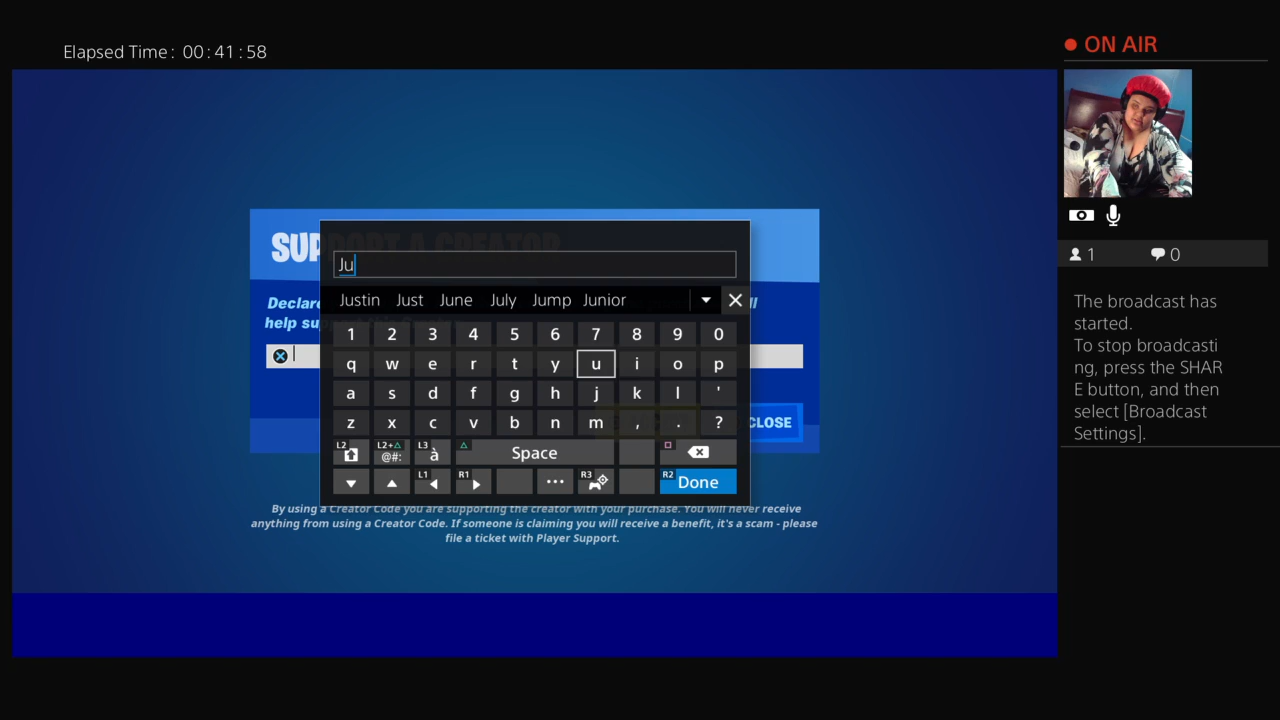 Elapsed Time: 00:41:58
ON AIR
SUPPORT A CREATOR
Ju
Declare
help su
Justin Just June July Jump Junior
1 2 3 4 5 6 7 8 9 0
q w e r t y u i o p
a s d f g h j k l '
z x c v b n m , . ?
CLOSE
L2 L2+△ @#: L3 à △ Space □
L1 R1 ... R3 R2 Done
By using a Creator Code you are supporting the creator with your purchase. You will never receive
anything from using a Creator Code. If someone is claiming you will receive a benefit, it's a scam - please
file a ticket with Player Support.
1 0
The broadcast has
started.
To stop broadcasti
ng, press the SHAR
E button, and then
select [Broadcast
Settings].